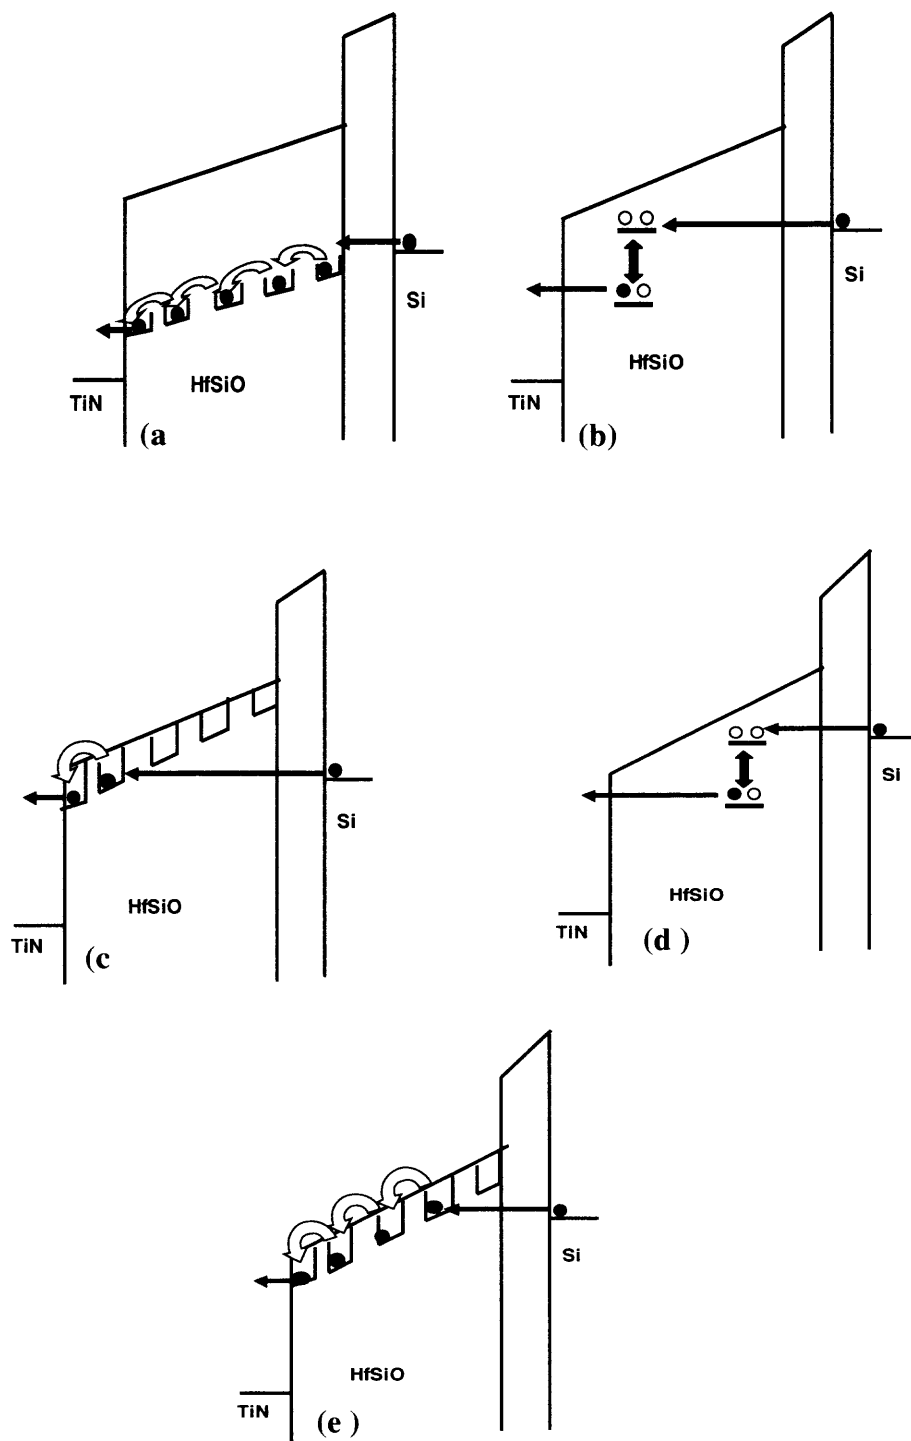 Si
HfSiO
TiN
(a
Si
HfSiO
TiN
(b)
Si
HfSiO
TiN
(c
Si
HfSiO
TiN
(d )
Si
HfSiO
TiN
(e )